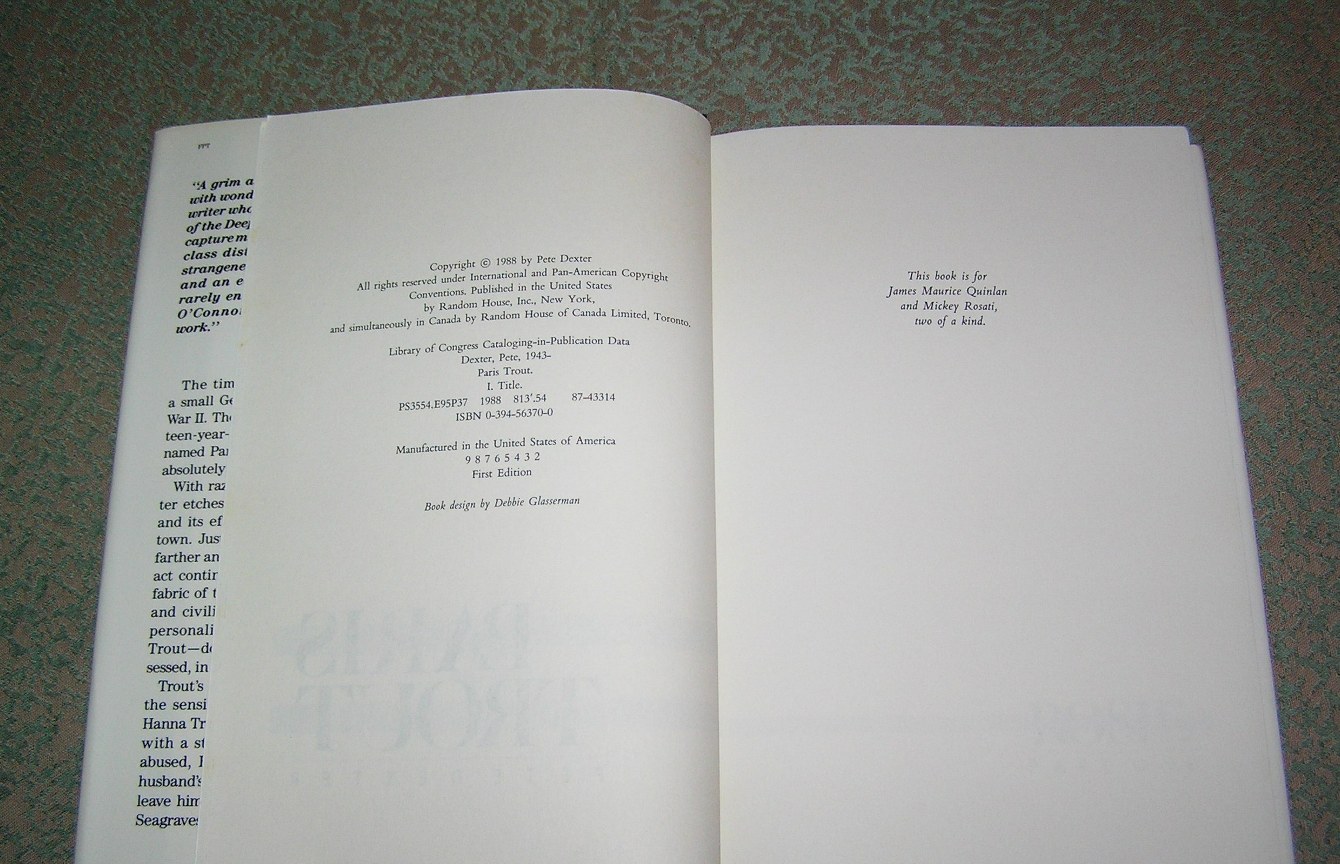 "A grim a
with wond
writer who
of the Deep
capture m
class dist
strangene
and an e
rarely en
O'Connor
work."
The tim
a small Ge
War II. The
teen-year-
named Par
absolutely
With raz
ter etches
and its ef
town. Jus
farther an
act contin
fabric of t
and civili
personali
Trout—de
sessed, in
Trout's
the sensi
Hanna Tr
with a st
abused, h
husband's
leave him
Seagraves
Copyright © 1988 by Pete Dexter
All rights reserved under International and Pan-American Copyright
Conventions. Published in the United States
by Random House, Inc., New York,
and simultaneously in Canada by Random House of Canada Limited, Toronto.
Library of Congress Cataloging-in-Publication Data
Dexter, Pete, 1943-
Paris Trout.
I. Title.
PS3554.E95P37 1988 813'.54 87-43314
ISBN 0-394-56370-0
Manufactured in the United States of America
9 8 7 6 5 4 3 2
First Edition
Book design by Debbie Glasserman
PARIS
TROUT
This book is for
James Maurice Quinlan
and Mickey Rosati,
two of a kind.